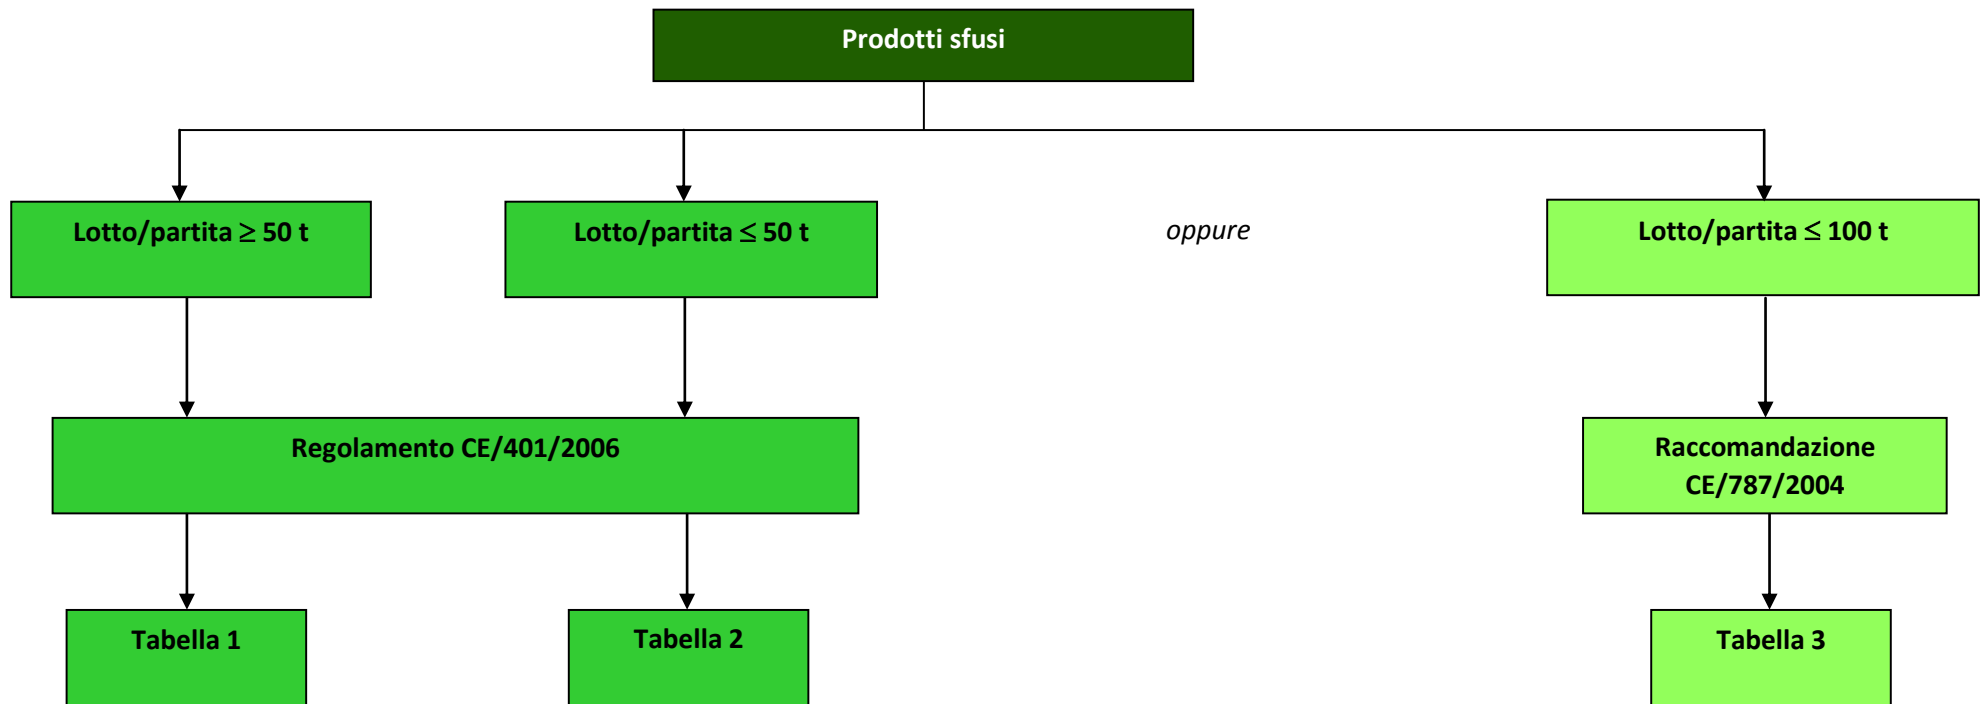 Prodotti sfusi
Lotto/partita ≥ 50 t
Lotto/partita ≤ 50 t
oppure
Lotto/partita ≤ 100 t
Regolamento CE/401/2006
Raccomandazione
CE/787/2004
Tabella 1
Tabella 2
Tabella 3